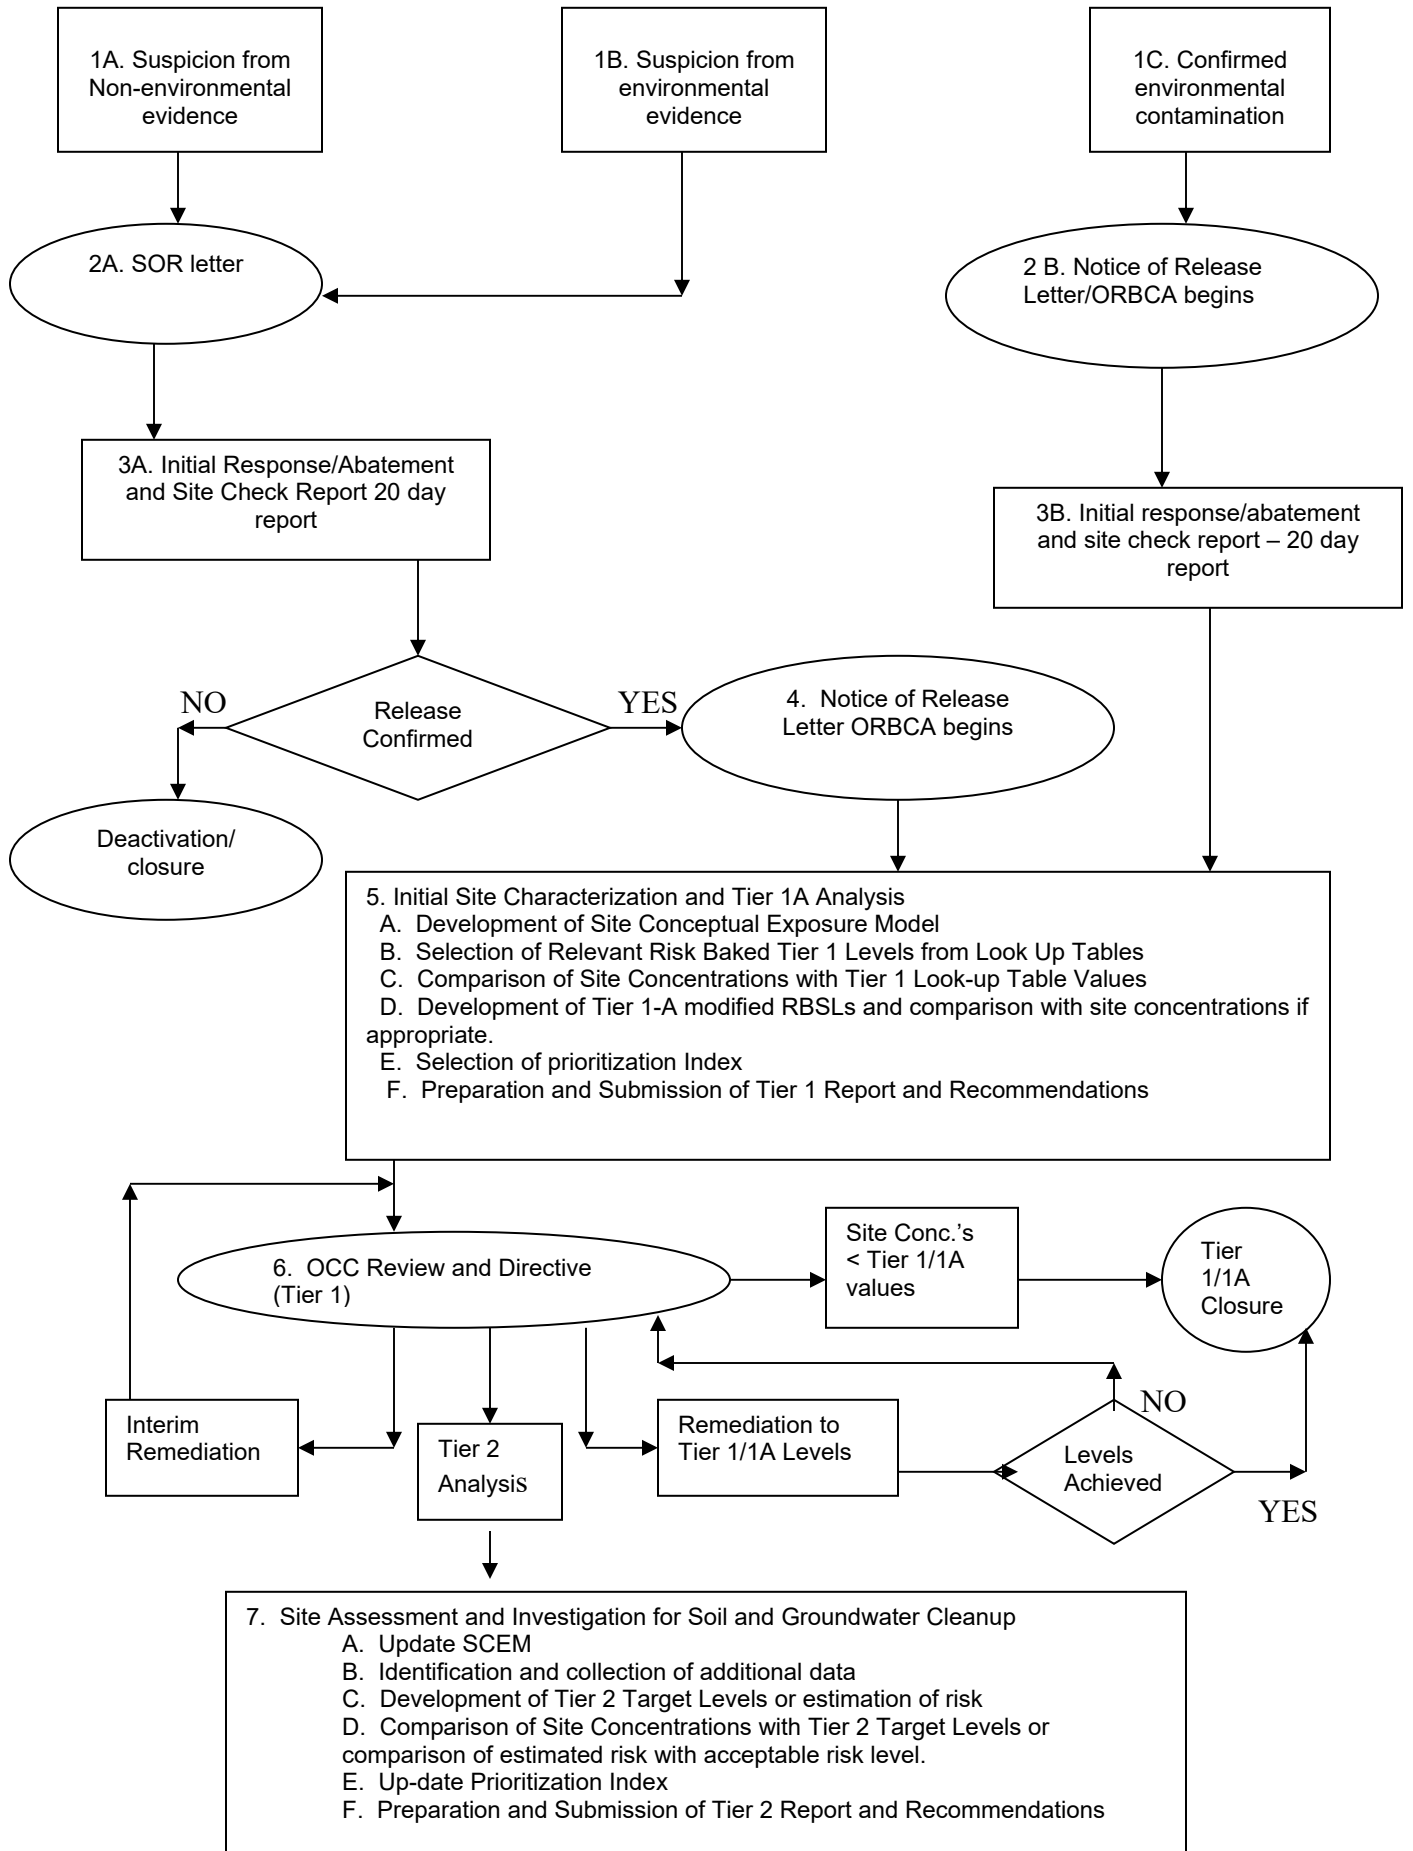 1A. Suspicion from
Non-environmental
evidence
1B. Suspicion from
environmental
evidence
1C. Confirmed
environmental
contamination
2A. SOR letter
2 B. Notice of Release
Letter/ORBCA begins
3A. Initial Response/Abatement
and Site Check Report 20 day
report
3B. Initial response/abatement
and site check report – 20 day
report
NO
Release
Confirmed
YES
4. Notice of Release
Letter ORBCA begins
Deactivation/
closure
5. Initial Site Characterization and Tier 1A Analysis
A. Development of Site Conceptual Exposure Model
B. Selection of Relevant Risk Baked Tier 1 Levels from Look Up Tables
C. Comparison of Site Concentrations with Tier 1 Look-up Table Values
D. Development of Tier 1-A modified RBSLs and comparison with site concentrations if
appropriate.
E. Selection of prioritization Index
F. Preparation and Submission of Tier 1 Report and Recommendations
6. OCC Review and Directive
(Tier 1)
Site Conc.'s
< Tier 1/1A
values
Tier
1/1A
Closure
Interim
Remediation
Tier 2
Analysis
Remediation to
Tier 1/1A Levels
NO
Levels
Achieved
YES
7. Site Assessment and Investigation for Soil and Groundwater Cleanup
A. Update SCEM
B. Identification and collection of additional data
C. Development of Tier 2 Target Levels or estimation of risk
D. Comparison of Site Concentrations with Tier 2 Target Levels or
comparison of estimated risk with acceptable risk level.
E. Up-date Prioritization Index
F. Preparation and Submission of Tier 2 Report and Recommendations